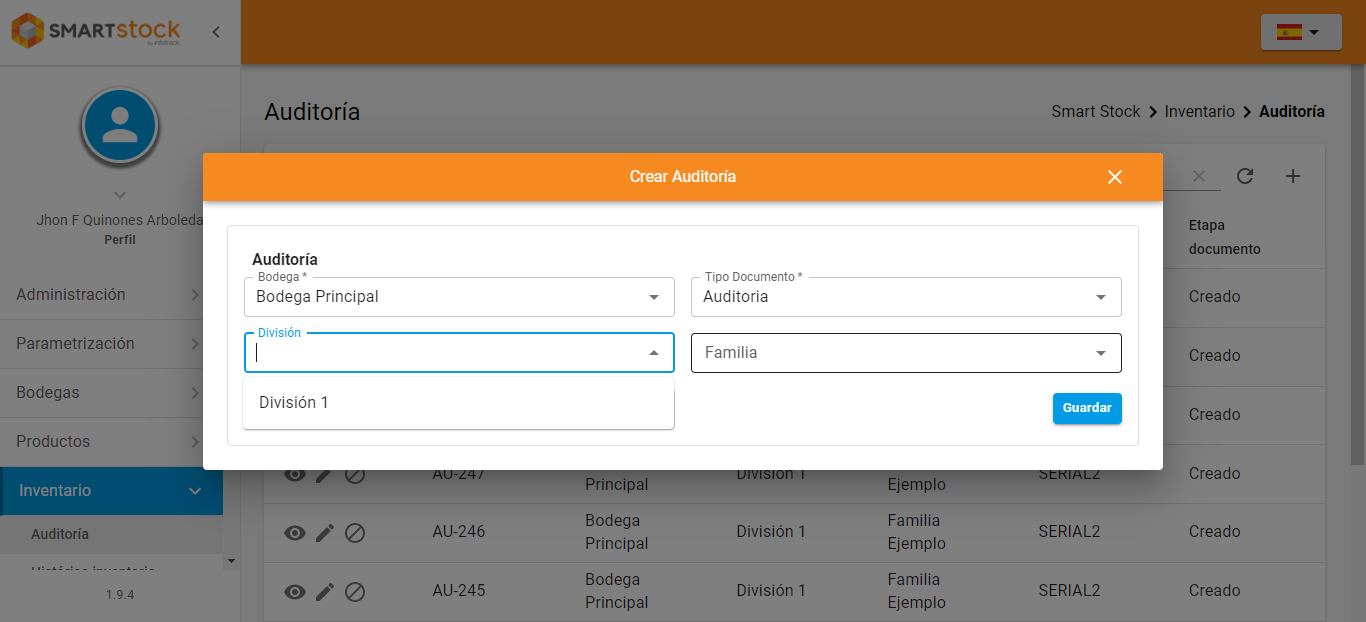 SMARTstock
Auditoría
Smart Stock
Inventario
Auditoría
Jhon F Quinones Arboleda
Perfil
Administración
Parametrización
Bodegas
Productos
Inventario
Auditoría
Histórico inventario
1.9.4
Crear Auditoría
Auditoría
Bodega *
Bodega Principal
Tipo Documento *
Auditoria
División
Familia
División 1
Guardar
Etapa
documento
Creado
Creado
Creado
AU-247
Principal
División 1
Ejemplo
SERIAL2
Creado
AU-246
Bodega
Principal
División 1
Familia
Ejemplo
SERIAL2
Creado
AU-245
Bodega
Principal
División 1
Familia
Ejemplo
SERIAL2
Creado